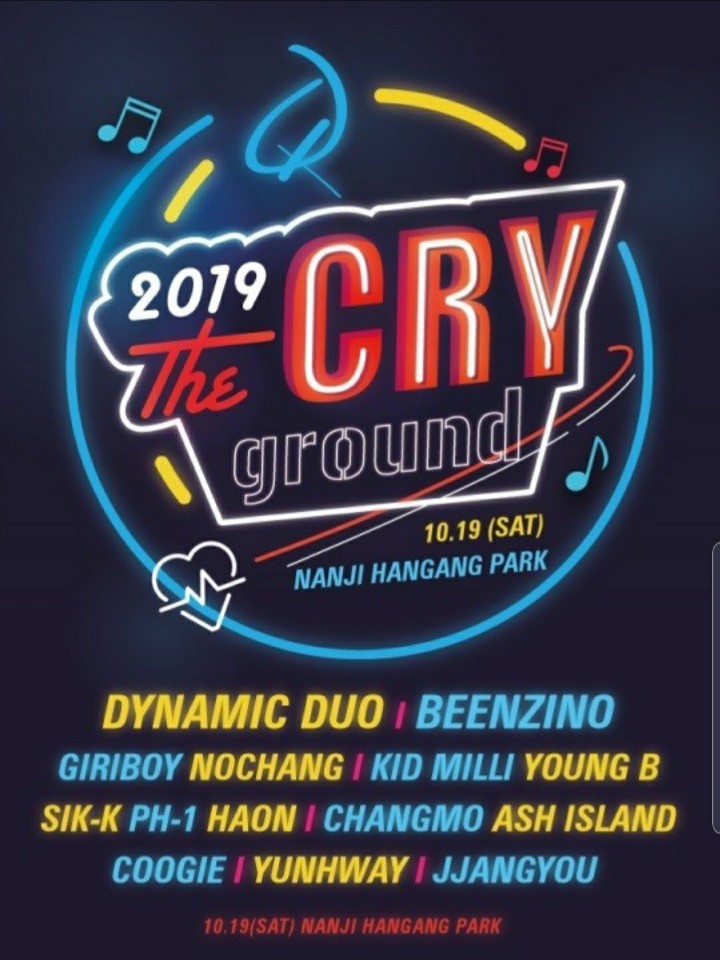 2019
The CRY
ground
10.19 (SAT)
NANJI HANGANG PARK
DYNAMIC DUO | BEENZINO
GIRIBOY NOCHANG | KID MILLI YOUNG B
SIK-K PH-1 HAON | CHANGMO ASH ISLAND
COOGIE | YUNHWAY | JJANGYOU
10.19(SAT) NANJI HANGANG PARK